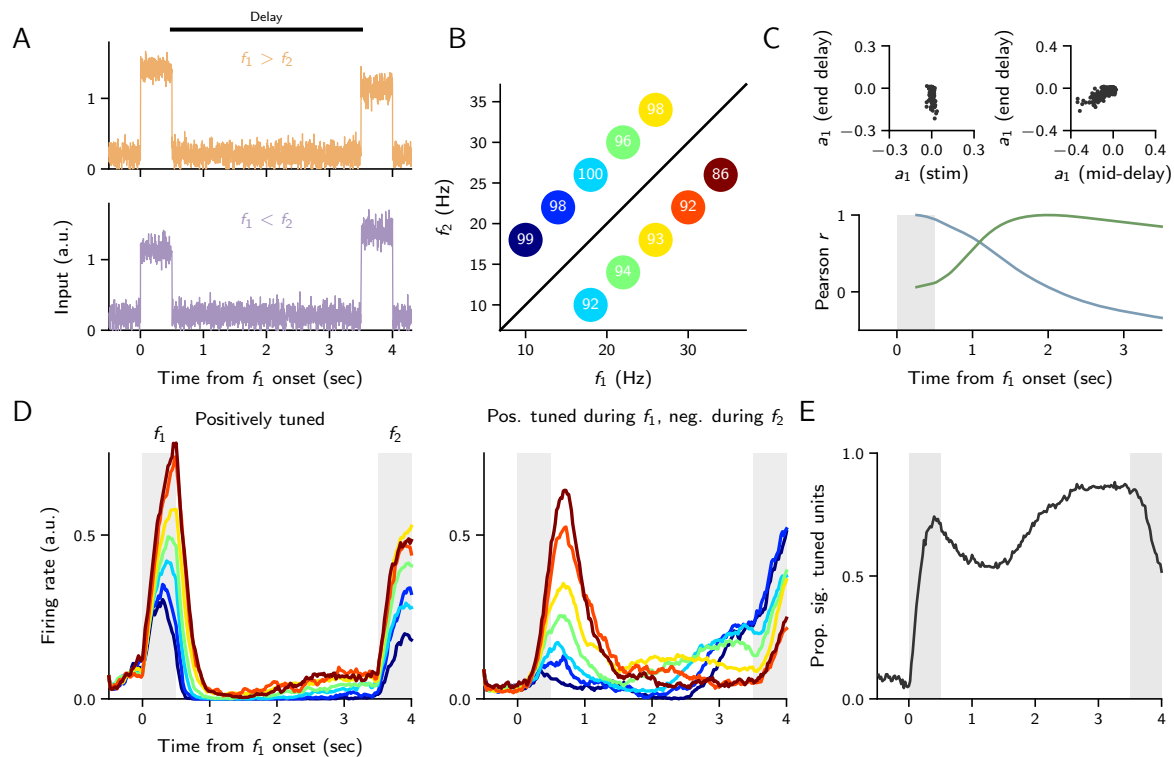 A
Delay
f₁ > f₂
1
0
f₁ < f₂
1
0
Input (a.u.)
0 1 2 3 4
Time from f₁ onset (sec)
B
35
30
25
20
15
10
f₂ (Hz)
98
96
100 86
98 92
99 93
94
92
10 20 30
f₁ (Hz)
C
0.3
0.0
−0.3
a₁ (end delay)
−0.3 0.0 0.3
a₁ (stim)
0.4
0.0
−0.4
a₁ (end delay)
−0.4 0.0 0.4
a₁ (mid-delay)
1
0
Pearson r
0 1 2 3
Time from f₁ onset (sec)
D
Positively tuned
f₁ f₂
0.5
0.0
Firing rate (a.u.)
0 1 2 3 4
Time from f₁ onset (sec)
Pos. tuned during f₁, neg. during f₂
0.5
0.0
0 1 2 3 4
E
1.0
0.5
0.0
Prop. sig. tuned units
0 1 2 3 4